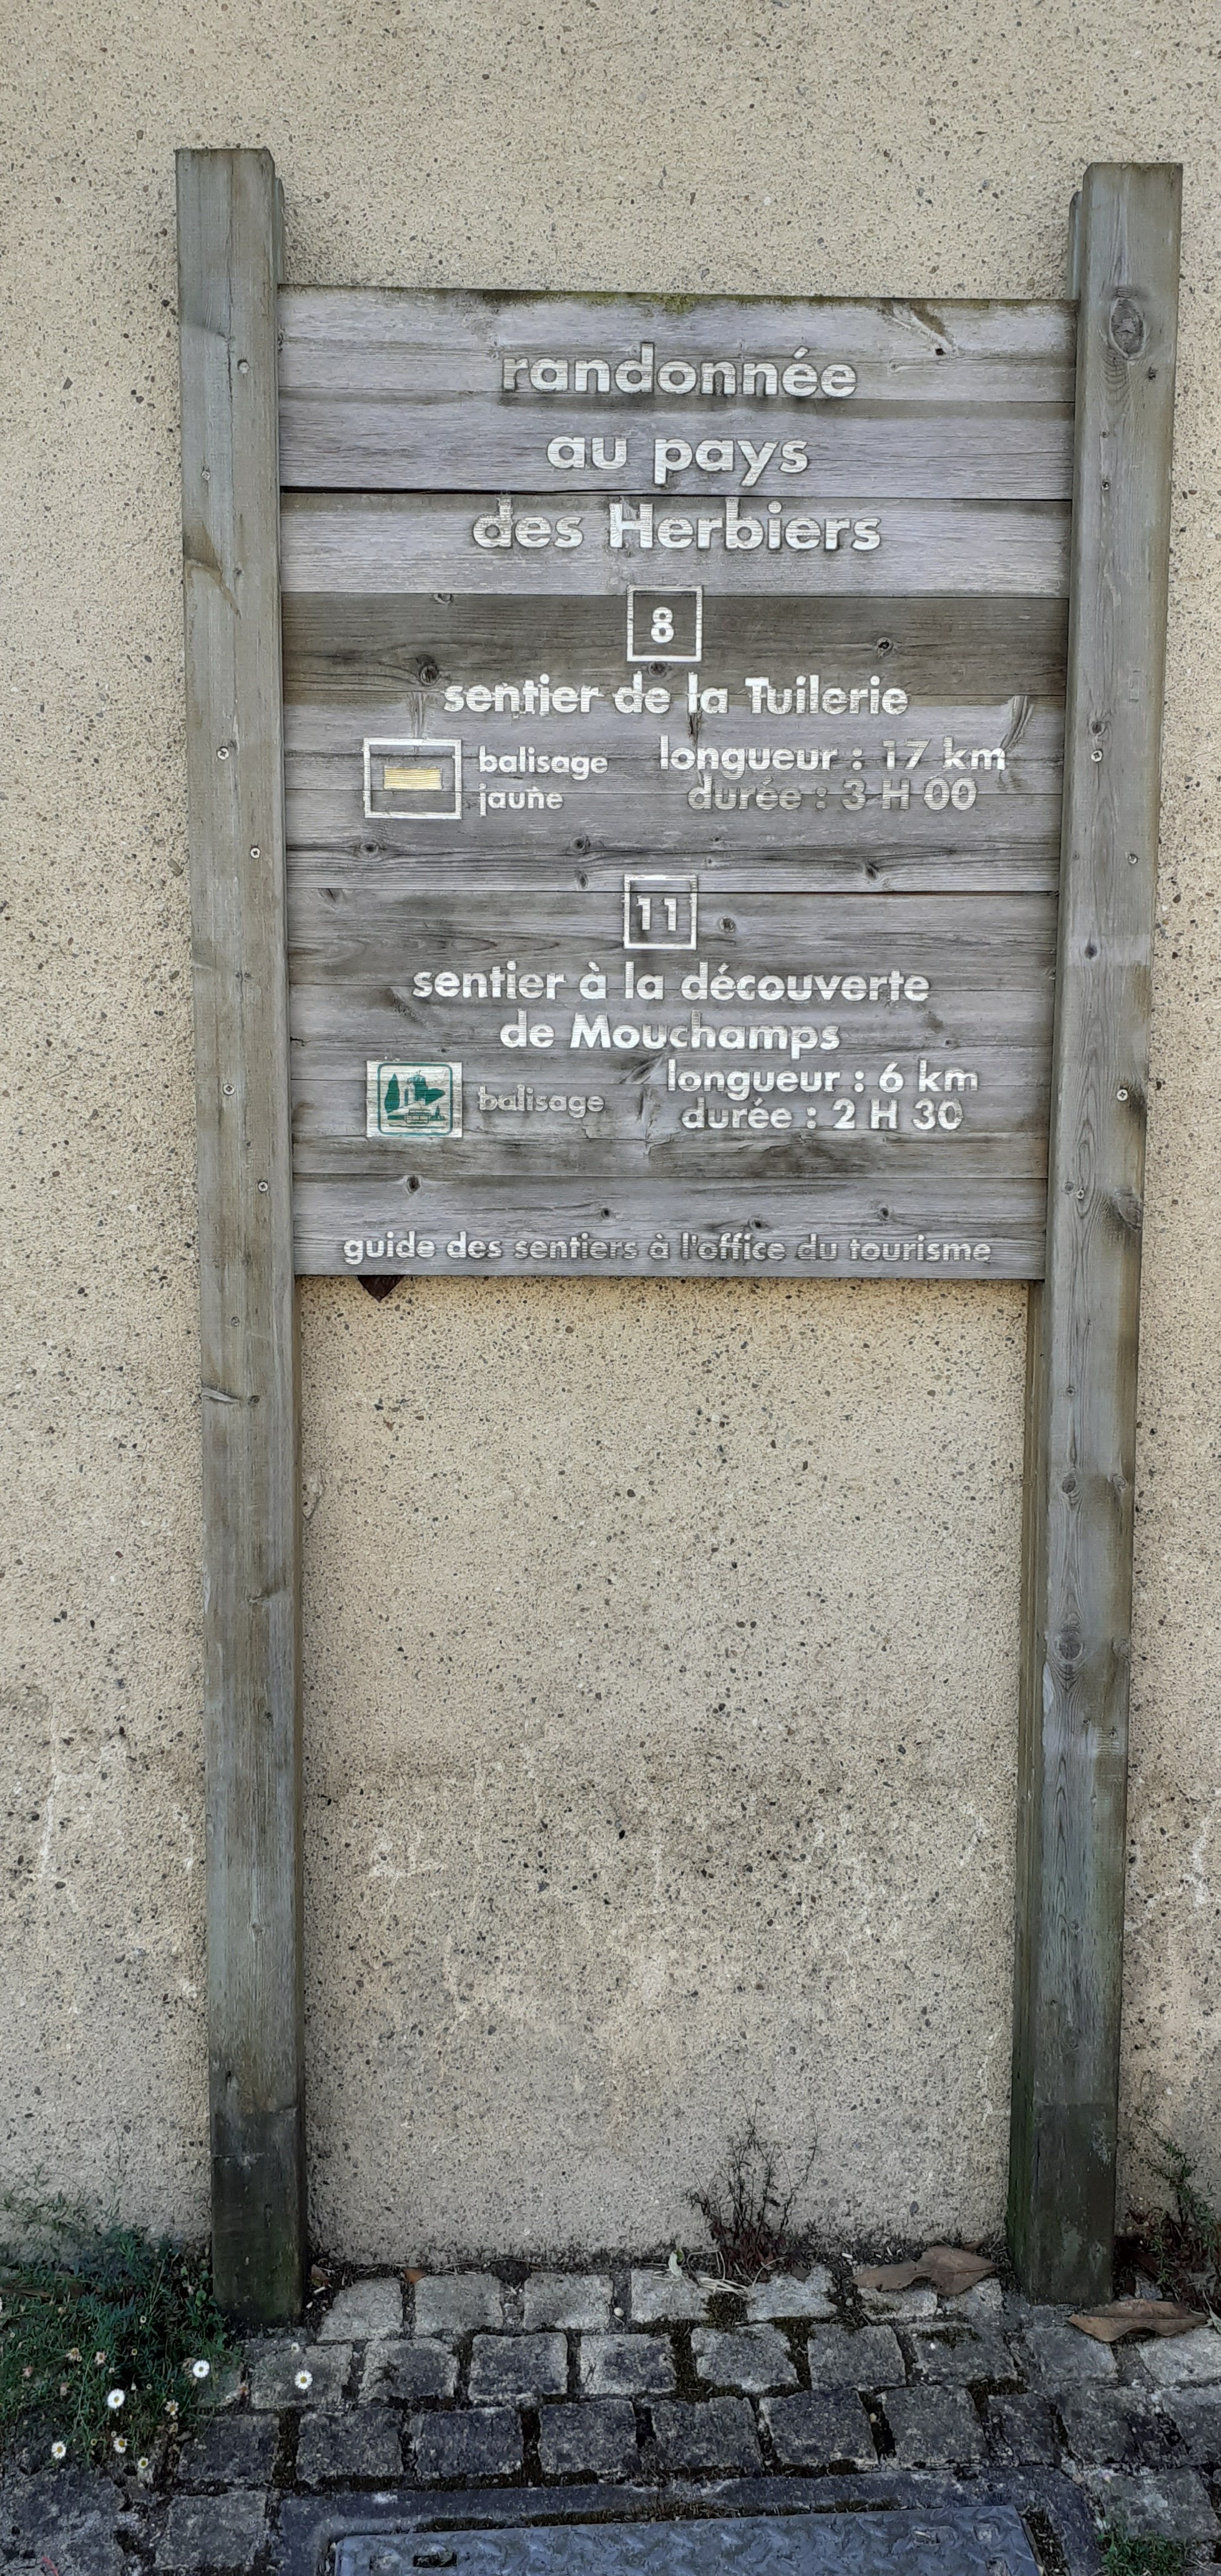 randonnée
au pays
des Herbiers
8
sentier de la Tuilerie
balisage
jaune
longueur : 17 km
durée : 3 H 00
11
sentier à la découverte
de Mouchamps
balisage
longueur : 6 km
durée : 2 H 30
guide des sentiers à l'office du tourisme